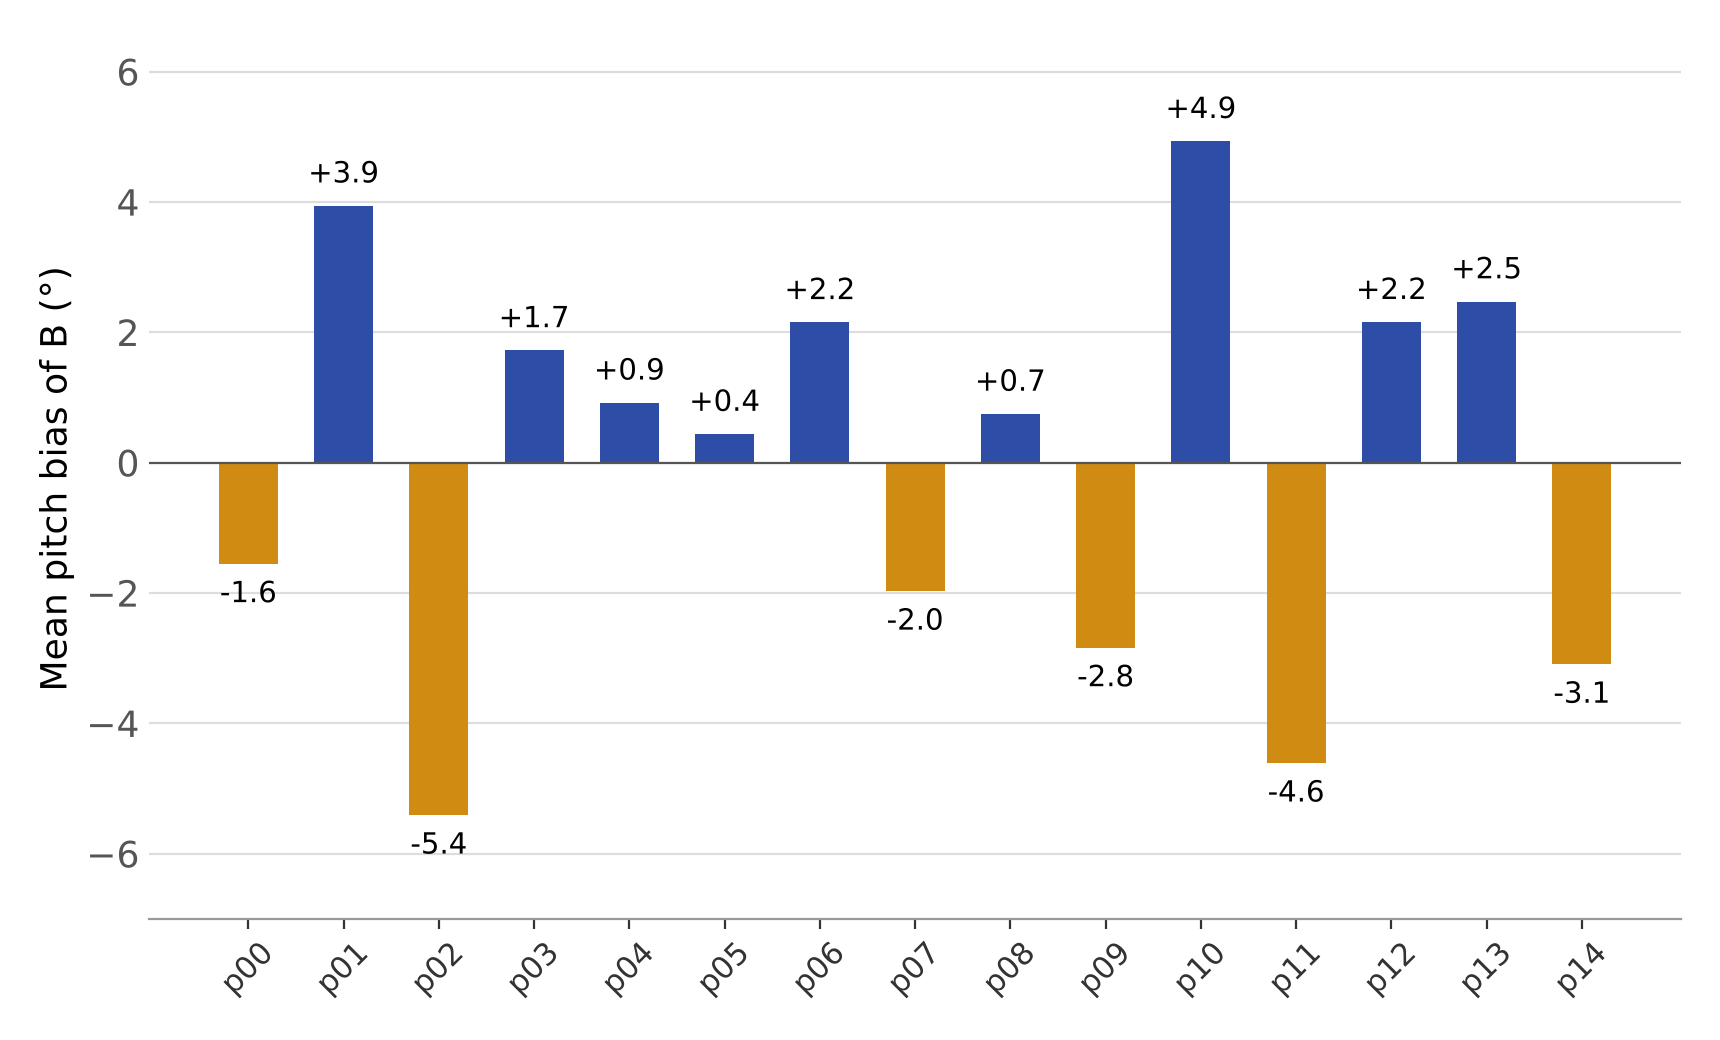 Mean pitch bias of B (°)
6
4
2
0
−2
−4
−6
-1.6
+3.9
-5.4
+1.7
+0.9
+0.4
+2.2
-2.0
+0.7
-2.8
+4.9
-4.6
+2.2
+2.5
-3.1
p00
p01
p02
p03
p04
p05
p06
p07
p08
p09
p10
p11
p12
p13
p14